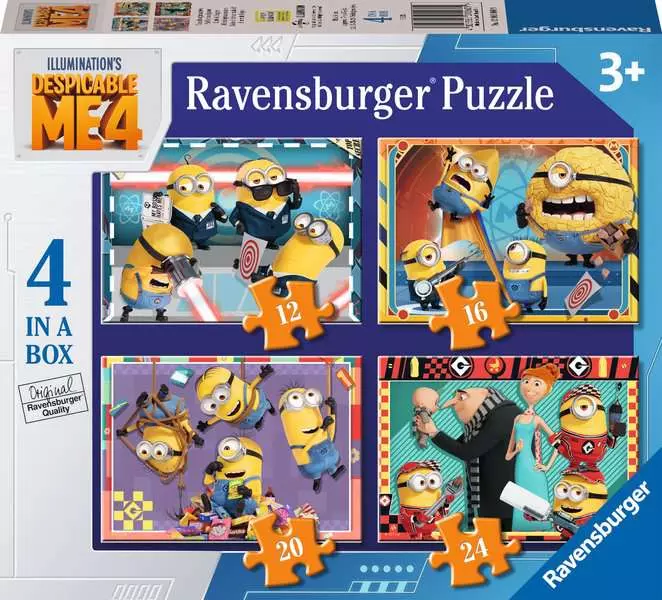 Ravensburger
ILLUMINATION'S
DESPICABLE
ME4
Ravensburger® Puzzle
3+
4
IN A
BOX
Original
Ravensburger
Quality
12
16
20
24
Ravensburger